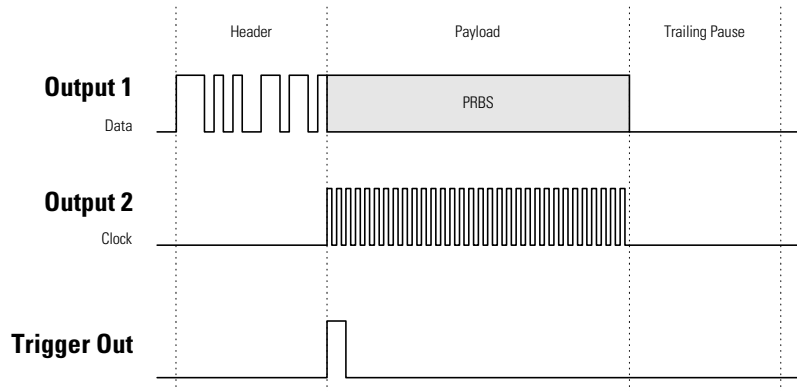 Header
Payload
Trailing Pause
Output 1
Data
PRBS
Output 2
Clock
Trigger Out